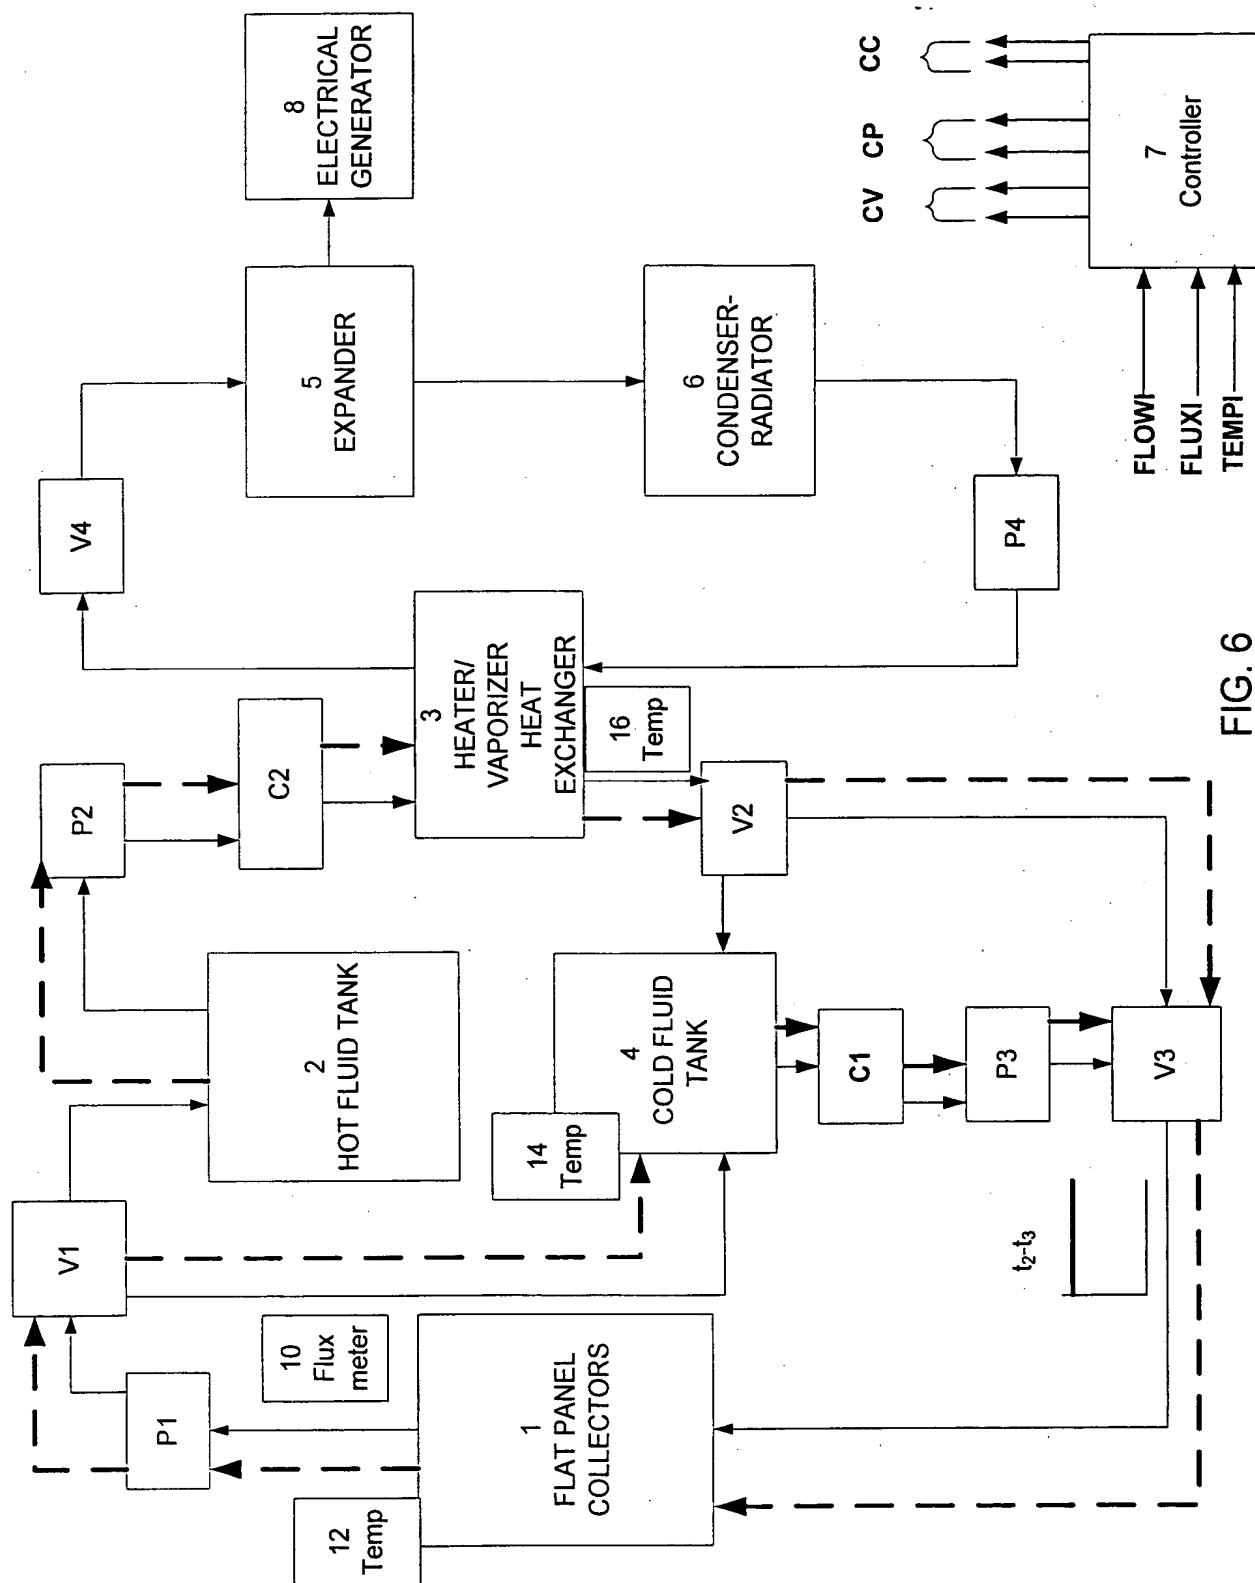 8
ELECTRICAL
GENERATOR
CC
CP
CV
7
Controller
FLOWI
FLUXI
TEMPI
5
EXPANDER
6
CONDENSER-
RADIATOR
V4
P4
3
HEATER/
VAPORIZER
HEAT
EXCHANGER
16
Temp
P2
C2
V2
2
HOT FLUID TANK
4
COLD FLUID
TANK
14
Temp
C1
P3
V3
V1
t₂-t₃
10
Flux
meter
P1
1
FLAT PANEL
COLLECTORS
12
Temp
FIG. 6